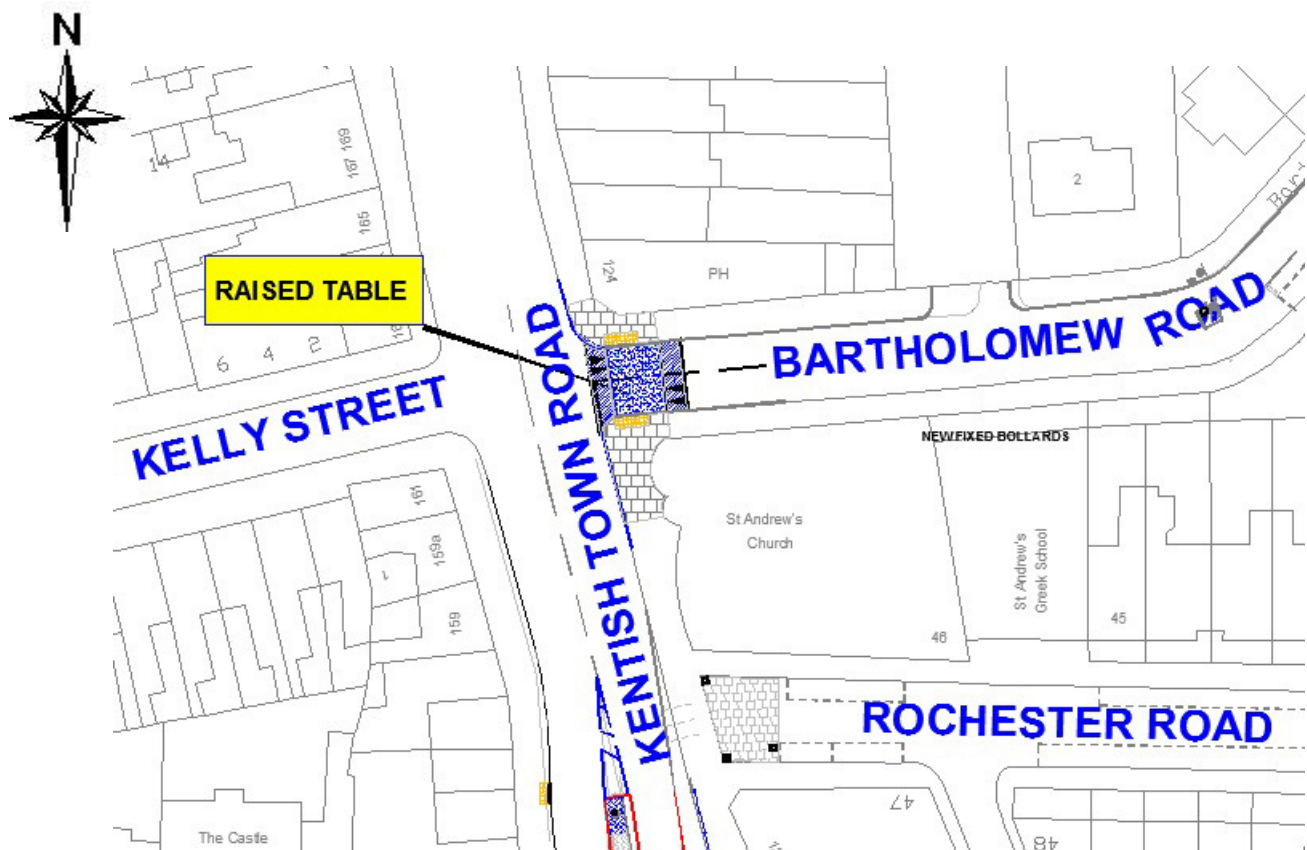 N
14
167 169
165
RAISED TABLE
124
PH
2
6 4 2
KENTISH TOWN ROAD
BARTHOLOMEW ROAD
KELLY STREET
NEW FIXED BOLLARDS
161
159a
1
159
St Andrew's
Church
St Andrew's
Greek School
46
45
ROCHESTER ROAD
47
48
The Castle